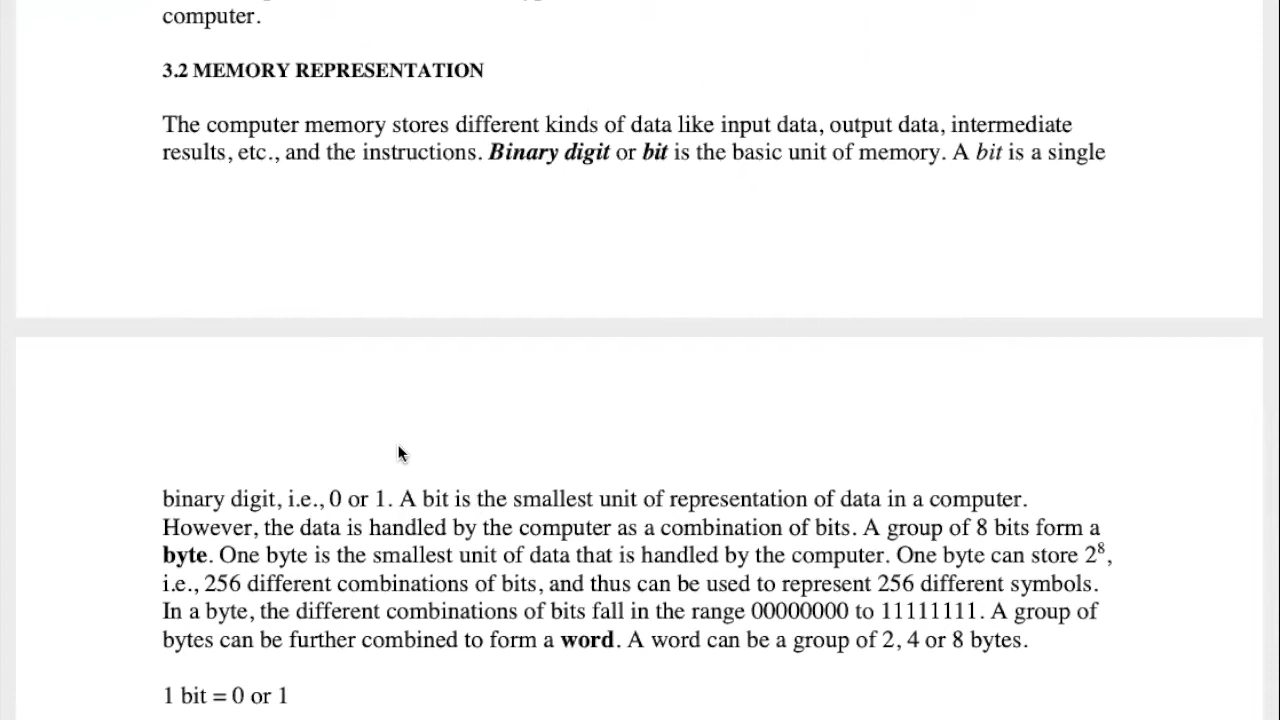 computer.
3.2 MEMORY REPRESENTATION
The computer memory stores different kinds of data like input data, output data, intermediate
results, etc., and the instructions. Binary digit or bit is the basic unit of memory. A bit is a single
binary digit, i.e., 0 or 1. A bit is the smallest unit of representation of data in a computer.
However, the data is handled by the computer as a combination of bits. A group of 8 bits form a
byte. One byte is the smallest unit of data that is handled by the computer. One byte can store 2⁸,
i.e., 256 different combinations of bits, and thus can be used to represent 256 different symbols.
In a byte, the different combinations of bits fall in the range 00000000 to 11111111. A group of
bytes can be further combined to form a word. A word can be a group of 2, 4 or 8 bytes.
1 bit = 0 or 1